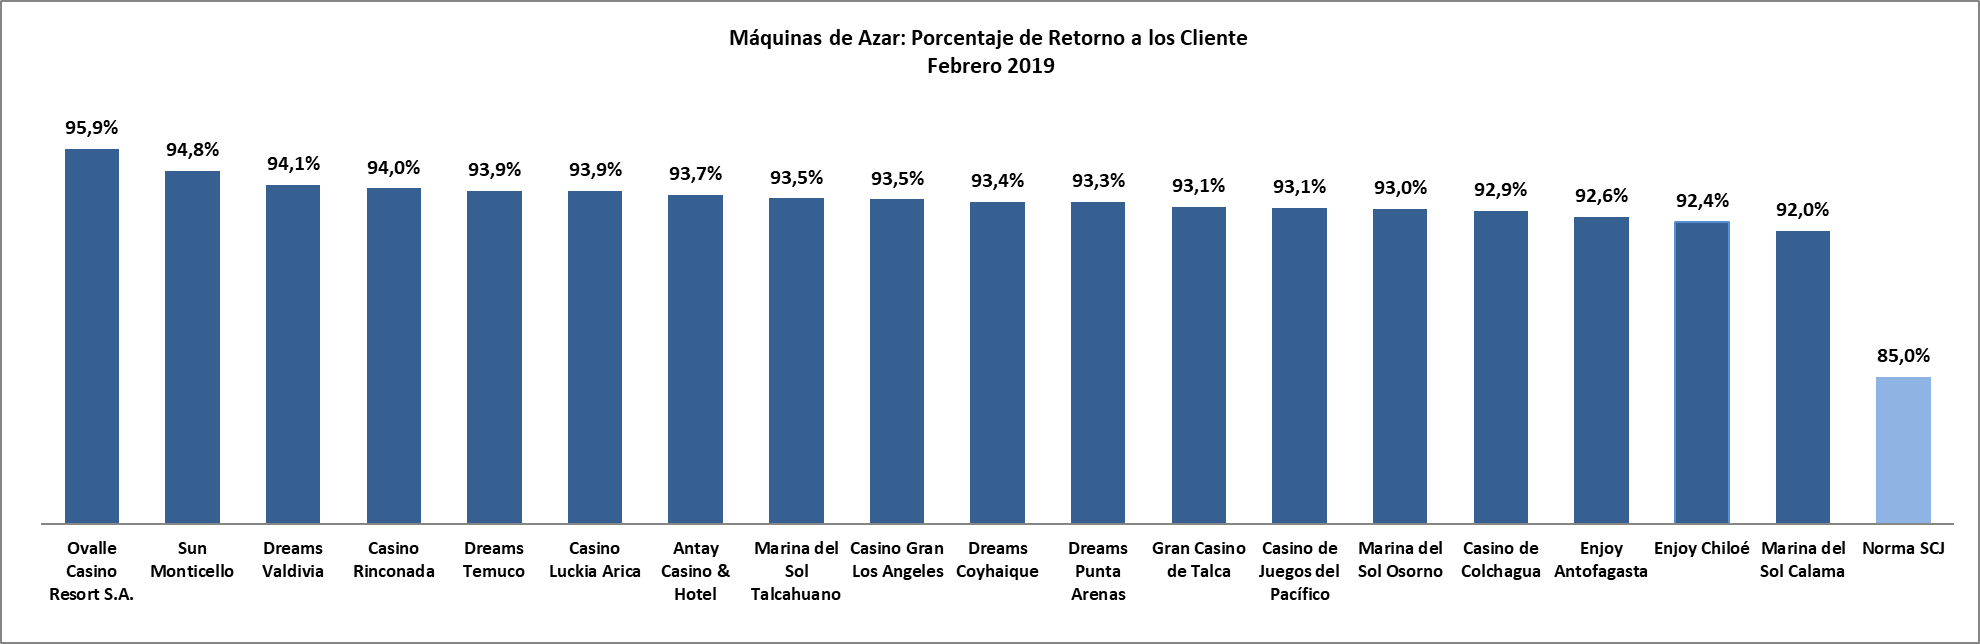 Máquinas de Azar: Porcentaje de Retorno a los Cliente
Febrero 2019
95,9%
94,8%
94,1%
94,0%
93,9%
93,9%
93,7%
93,5%
93,5%
93,4%
93,3%
93,1%
93,1%
93,0%
92,9%
92,6%
92,4%
92,0%
85,0%
Ovalle
Casino
Resort S.A.
Sun
Monticello
Dreams
Valdivia
Casino
Rinconada
Dreams
Temuco
Casino
Luckia Arica
Antay
Casino &
Hotel
Marina del
Sol
Talcahuano
Casino Gran
Los Angeles
Dreams
Coyhaique
Dreams
Punta
Arenas
Gran Casino
de Talca
Casino de
Juegos del
Pacífico
Marina del
Sol Osorno
Casino de
Colchagua
Enjoy
Antofagasta
Enjoy Chiloé
Marina del
Sol Calama
Norma SCJ